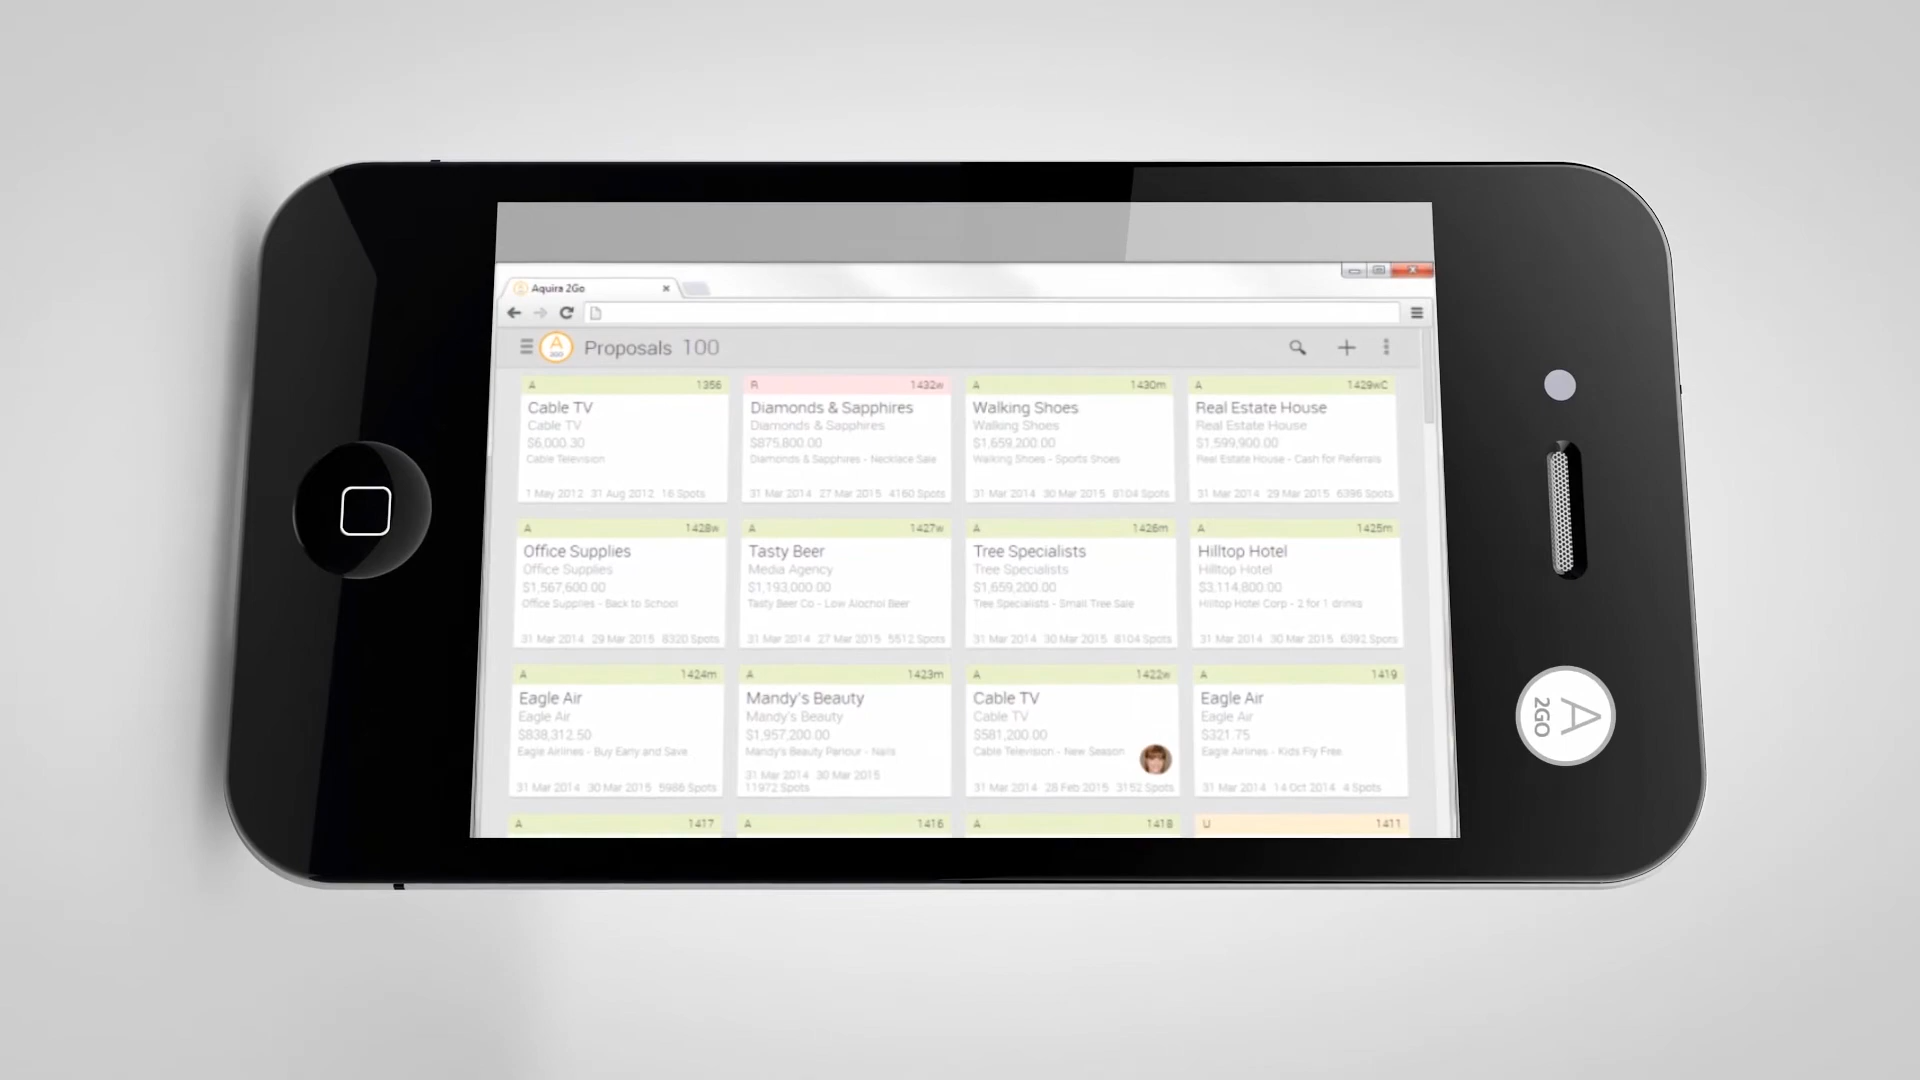 Aquira 2Go
A
2GO
Proposals 100
A 1356
Cable TV
Cable TV
$6,000.30
Cable Television
1 May 2012 31 Aug 2012 16 Spots
R 1432w
Diamonds & Sapphires
Diamonds & Sapphires
$875,800.00
Diamonds & Sapphires - Necklace Sale
31 Mar 2014 27 Mar 2015 4160 Spots
A 1430m
Walking Shoes
Walking Shoes
$1,659,200.00
Walking Shoes - Sports Shoes
31 Mar 2014 30 Mar 2015 8104 Spots
A 1429wC
Real Estate House
Real Estate House
$1,599,900.00
Real Estate House - Cash for Referrals
31 Mar 2014 29 Mar 2015 6396 Spots
A 1428w
Office Supplies
Office Supplies
$1,567,600.00
Office Supplies - Back to School
31 Mar 2014 29 Mar 2015 8320 Spots
A 1427w
Tasty Beer
Media Agency
$1,193,000.00
Tasty Beer Co - Low Alochol Beer
31 Mar 2014 27 Mar 2015 5512 Spots
A 1426m
Tree Specialists
Tree Specialists
$1,659,200.00
Tree Specialists - Small Tree Sale
31 Mar 2014 30 Mar 2015 8104 Spots
A 1425m
Hilltop Hotel
Hilltop Hotel
$3,114,800.00
Hilltop Hotel Corp - 2 for 1 drinks
31 Mar 2014 30 Mar 2015 6392 Spots
A 1424m
Eagle Air
Eagle Air
$838,312.50
Eagle Airlines - Buy Early and Save
31 Mar 2014 30 Mar 2015 5986 Spots
A 1423m
Mandy's Beauty
Mandy's Beauty
$1,957,200.00
Mandy's Beauty Parlour - Nails
31 Mar 2014 30 Mar 2015
11972 Spots
A 1422w
Cable TV
Cable TV
$581,200.00
Cable Television - New Season
31 Mar 2014 28 Feb 2015 3152 Spots
A 1419
Eagle Air
Eagle Air
$321.75
Eagle Airlines - Kids Fly Free
31 Mar 2014 14 Oct 2014 4 Spots
A 1417
A 1416
A 1418
U 1411
A
2GO